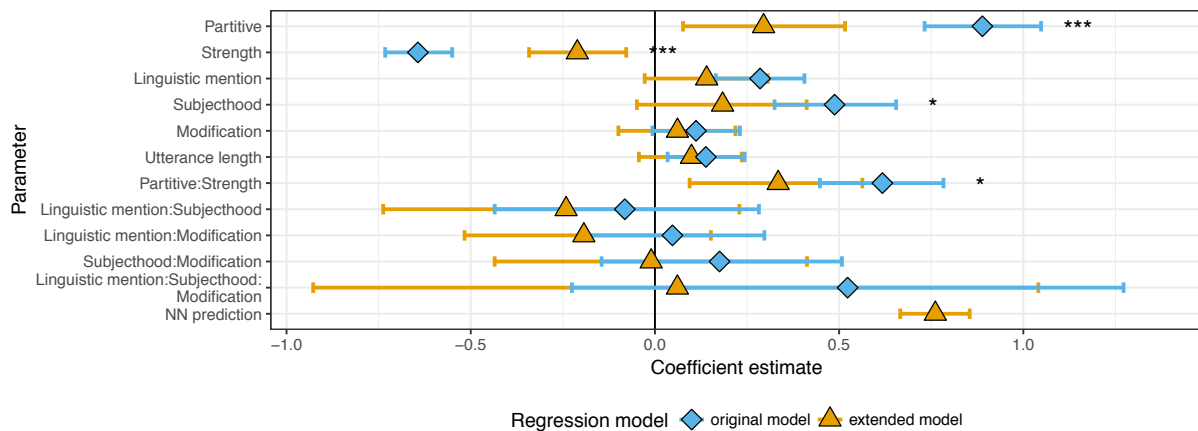 Partitive ***
Strength ***
Linguistic mention
Subjecthood *
Modification
Utterance length
Partitive:Strength *
Linguistic mention:Subjecthood
Linguistic mention:Modification
Subjecthood:Modification
Linguistic mention:Subjecthood:
Modification
NN prediction
Parameter
-1.0 -0.5 0.0 0.5 1.0
Coefficient estimate
Regression model original model extended model